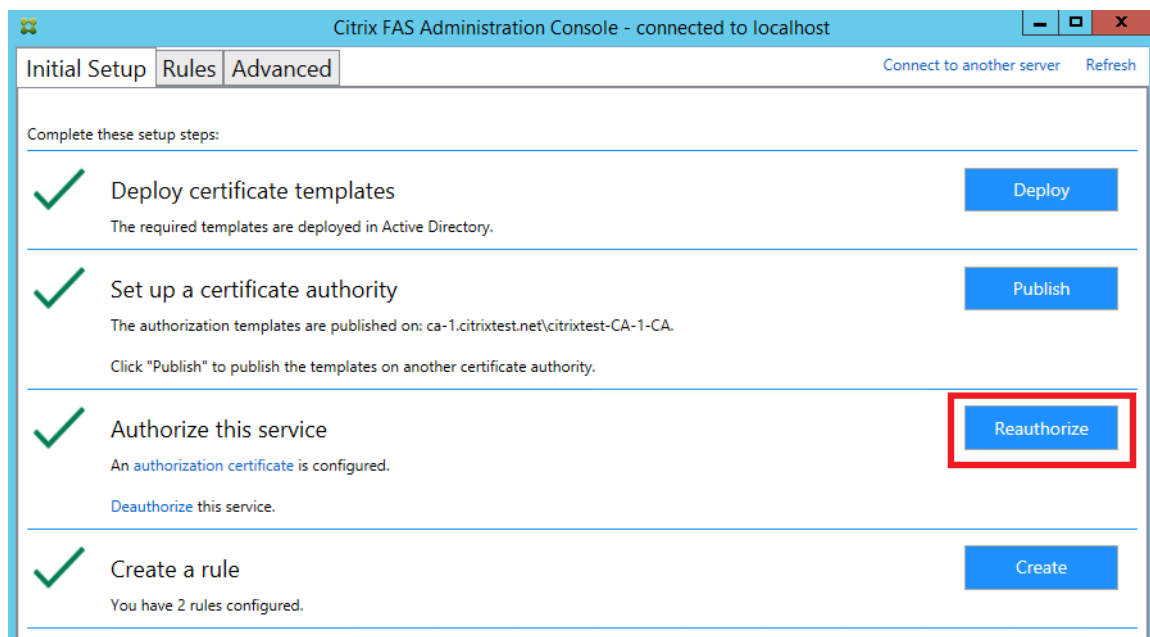 Citrix FAS Administration Console - connected to localhost
Initial Setup Rules Advanced Connect to another server Refresh
Complete these setup steps:
Deploy certificate templates Deploy
The required templates are deployed in Active Directory.
Set up a certificate authority Publish
The authorization templates are published on: ca-1.citrixtest.net\citrixtest-CA-1-CA.
Click "Publish" to publish the templates on another certificate authority.
Authorize this service Reauthorize
An authorization certificate is configured.
Deauthorize this service.
Create a rule Create
You have 2 rules configured.